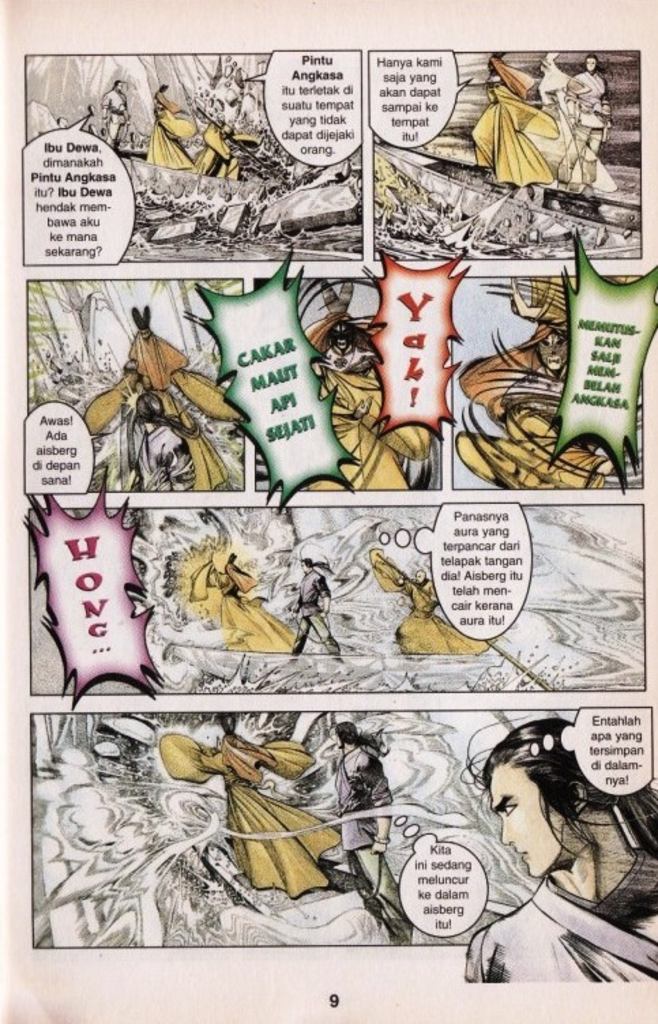 Ibu Dewa,
dimanakah
Pintu Angkasa
itu? Ibu Dewa
hendak mem-
bawa aku
ke mana
sekarang?
Pintu
Angkasa
itu terletak di
suatu tempat
yang tidak
dapat dijejaki
orang.
Hanya kami
saja yang
akan dapat
sampai ke
tempat
itu!
Awas!
Ada
aisberg
di depan
sana!
CAKAR
MAUT
API
SEJATI
Yah!
MEMUTUS-
KAN
SALJI
MEM-
BELAH
ANGKASA
HONG...
Panasnya
aura yang
terpancar dari
telapak tangan
dia! Aisberg itu
telah men-
cair kerana
aura itu!
Entahlah
apa yang
tersimpan
di dalam-
nya!
Kita
ini sedang
meluncur
ke dalam
aisberg
itu!
9